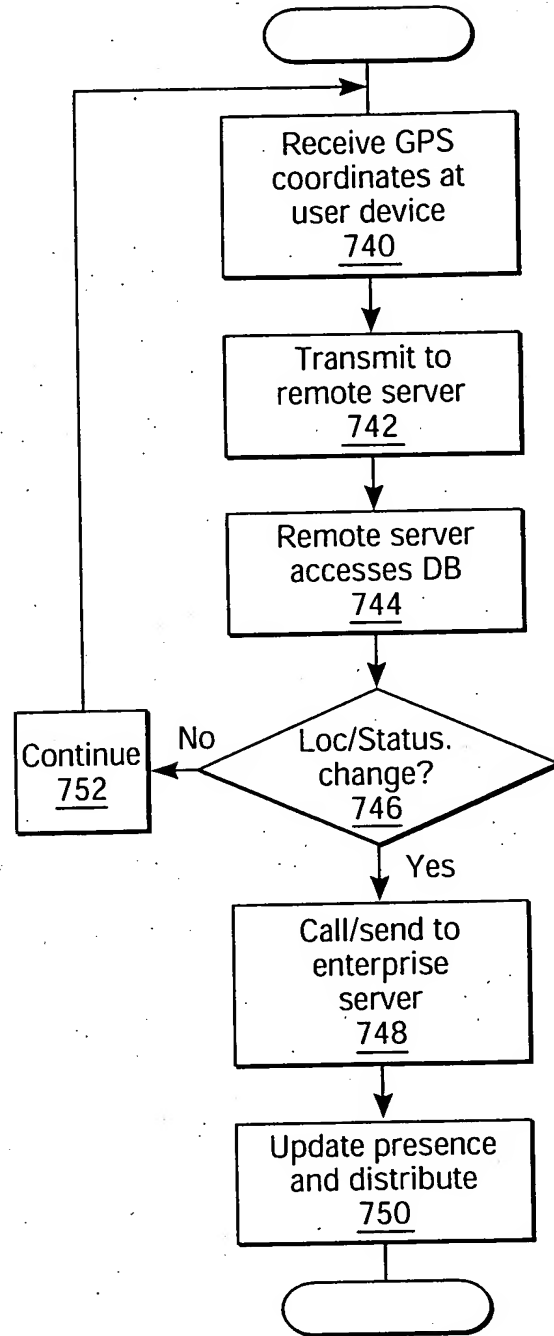 Receive GPS
coordinates at
user device
740
Transmit to
remote server
742
Remote server
accesses DB
744
Loc/Status.
change?
746
No
Continue
752
Yes
Call/send to
enterprise
server
748
Update presence
and distribute
750